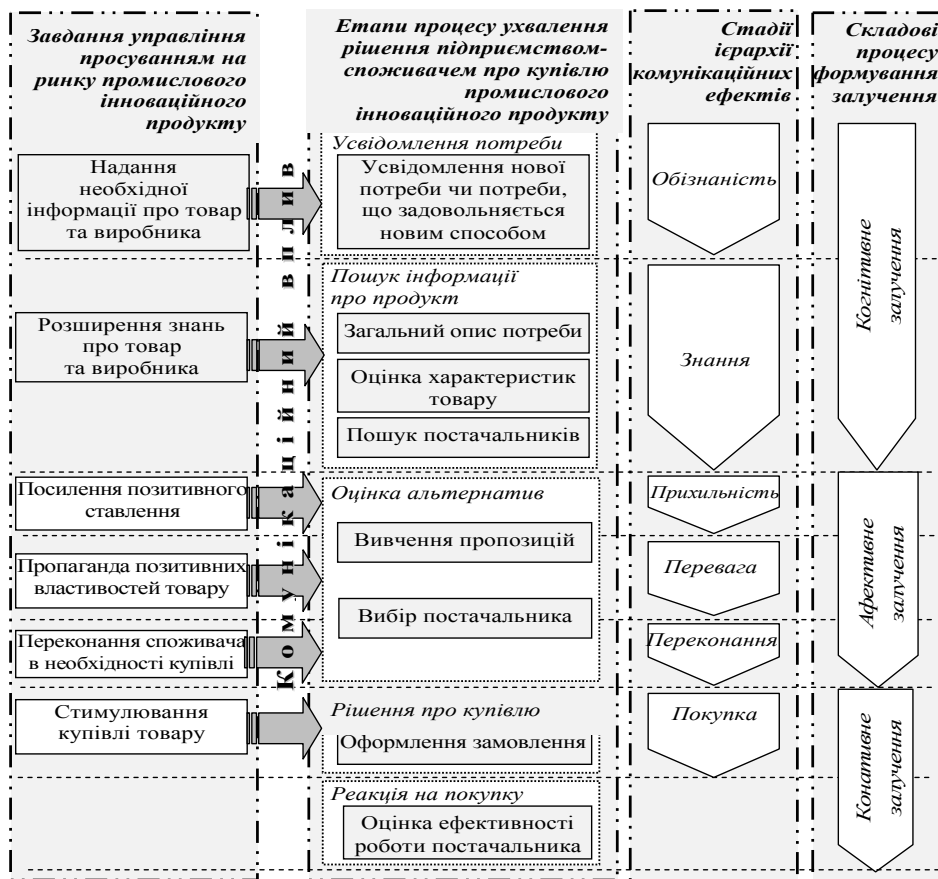 Завдання управління
просуванням на
ринку промислового
інноваційного
продукту
Етапи процесу ухвалення
рішення підприємством-
споживачем про купівлю
промислового
інноваційного продукту
Стадії
ієрархії
комунікаційних
ефектів
Складові
процесу
формування
залучення
Надання
необхідної
інформації про товар
та виробника
Розширення знань
про товар
та виробника
Посилення позитивного
ставлення
Пропаганда позитивних
властивостей товару
Переконання споживача
в необхідності купівлі
Стимулювання
купівлі товару
Комунікаційний вплив
Усвідомлення потреби
Усвідомлення нової
потреби чи потреби,
що задовольняється
новим способом
Пошук інформації
про продукт
Загальний опис потреби
Оцінка характеристик
товару
Пошук постачальників
Оцінка альтернатив
Вивчення пропозицій
Вибір постачальника
Рішення про купівлю
Оформлення замовлення
Реакція на покупку
Оцінка ефективності
роботи постачальника
Обізнаність
Знання
Прихильність
Перевага
Переконання
Покупка
Когнітивне
залучення
Афективне
залучення
Конативне
залучення